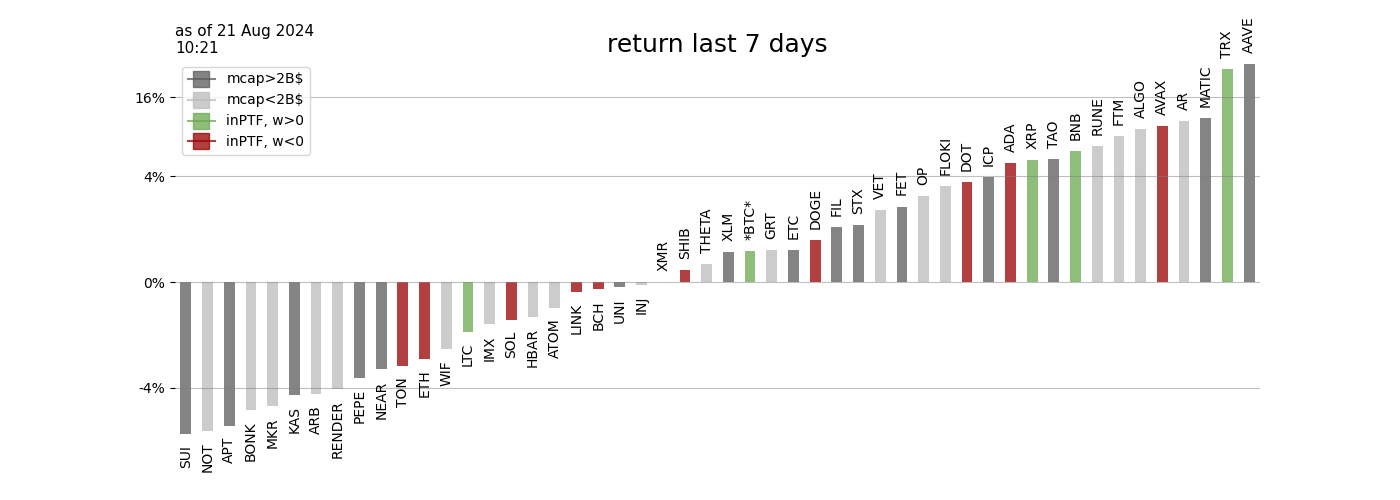 as of 21 Aug 2024
10:21
return last 7 days
mcap>2B$
mcap<2B$
inPTF, w>0
inPTF, w<0
16%
4%
0%
-4%
SUI
NOT
APT
BONK
MKR
KAS
ARB
RENDER
PEPE
NEAR
TON
ETH
WIF
LTC
IMX
SOL
HBAR
ATOM
LINK
BCH
UNI
INJ
XMR
SHIB
THETA
XLM
*BTC*
GRT
ETC
DOGE
FIL
STX
VET
FET
OP
FLOKI
DOT
ICP
ADA
XRP
TAO
BNB
RUNE
FTM
ALGO
AVAX
AR
MATIC
TRX
AAVE